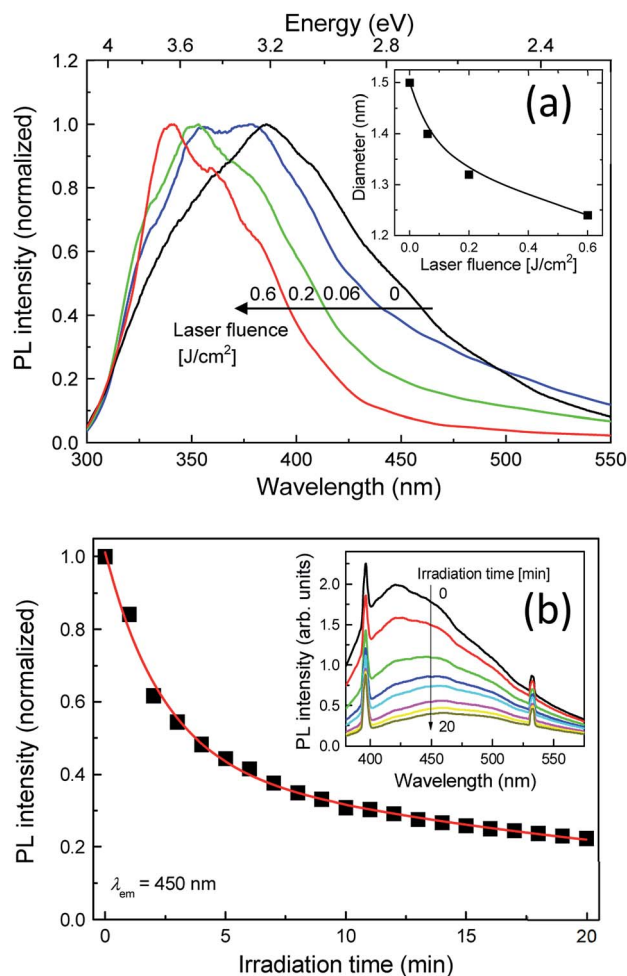 Energy (eV)
4 3.6 3.2 2.8 2.4
PL intensity (normalized)
1.2
1.0
0.8
0.6
0.4
0.2
0.0
300 350 400 450 500 550
Wavelength (nm)
0.6 0.2 0.06 0
Laser fluence
[J/cm²]
(a)
Diameter (nm)
1.5
1.4
1.3
1.2
0.0 0.2 0.4 0.6
Laser fluence [J/cm²]
PL intensity (normalized)
1.0
0.8
0.6
0.4
0.2
0.0
0 5 10 15 20
Irradiation time (min)
λem = 450 nm
(b)
PL intensity (arb. units)
2.0
1.5
1.0
0.5
0.0
400 450 500 550
Wavelength (nm)
Irradiation time [min]
0
20